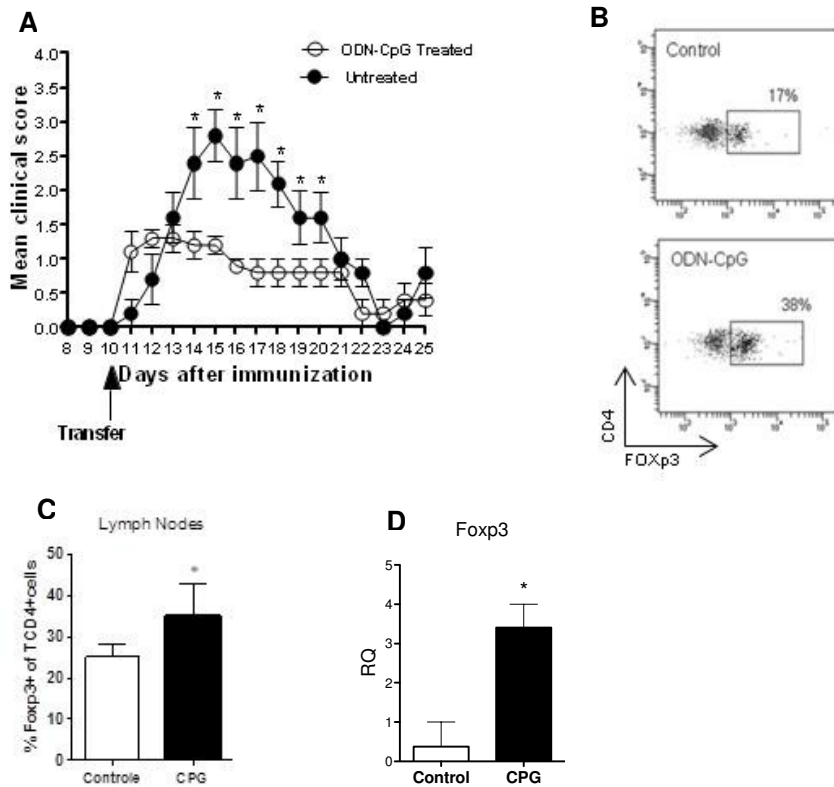 A
ODN-CpG Treated
Untreated
Mean clinical score
4.0
3.5
3.0
2.5
2.0
1.5
1.0
0.5
0.0
* * * * * * *
8 9 10 11 12 13 14 15 16 17 18 19 20 21 22 23 24 25
Days after immunization
Transfer
B
Control
17%
ODN-CpG
38%
CD4
FOXp3
C
Lymph Nodes
% Foxp3+ of TCD4+cells
50
40
30
20
10
0
*
Controle CPG
D
Foxp3
RQ
5
4
3
2
1
0
*
Control CPG